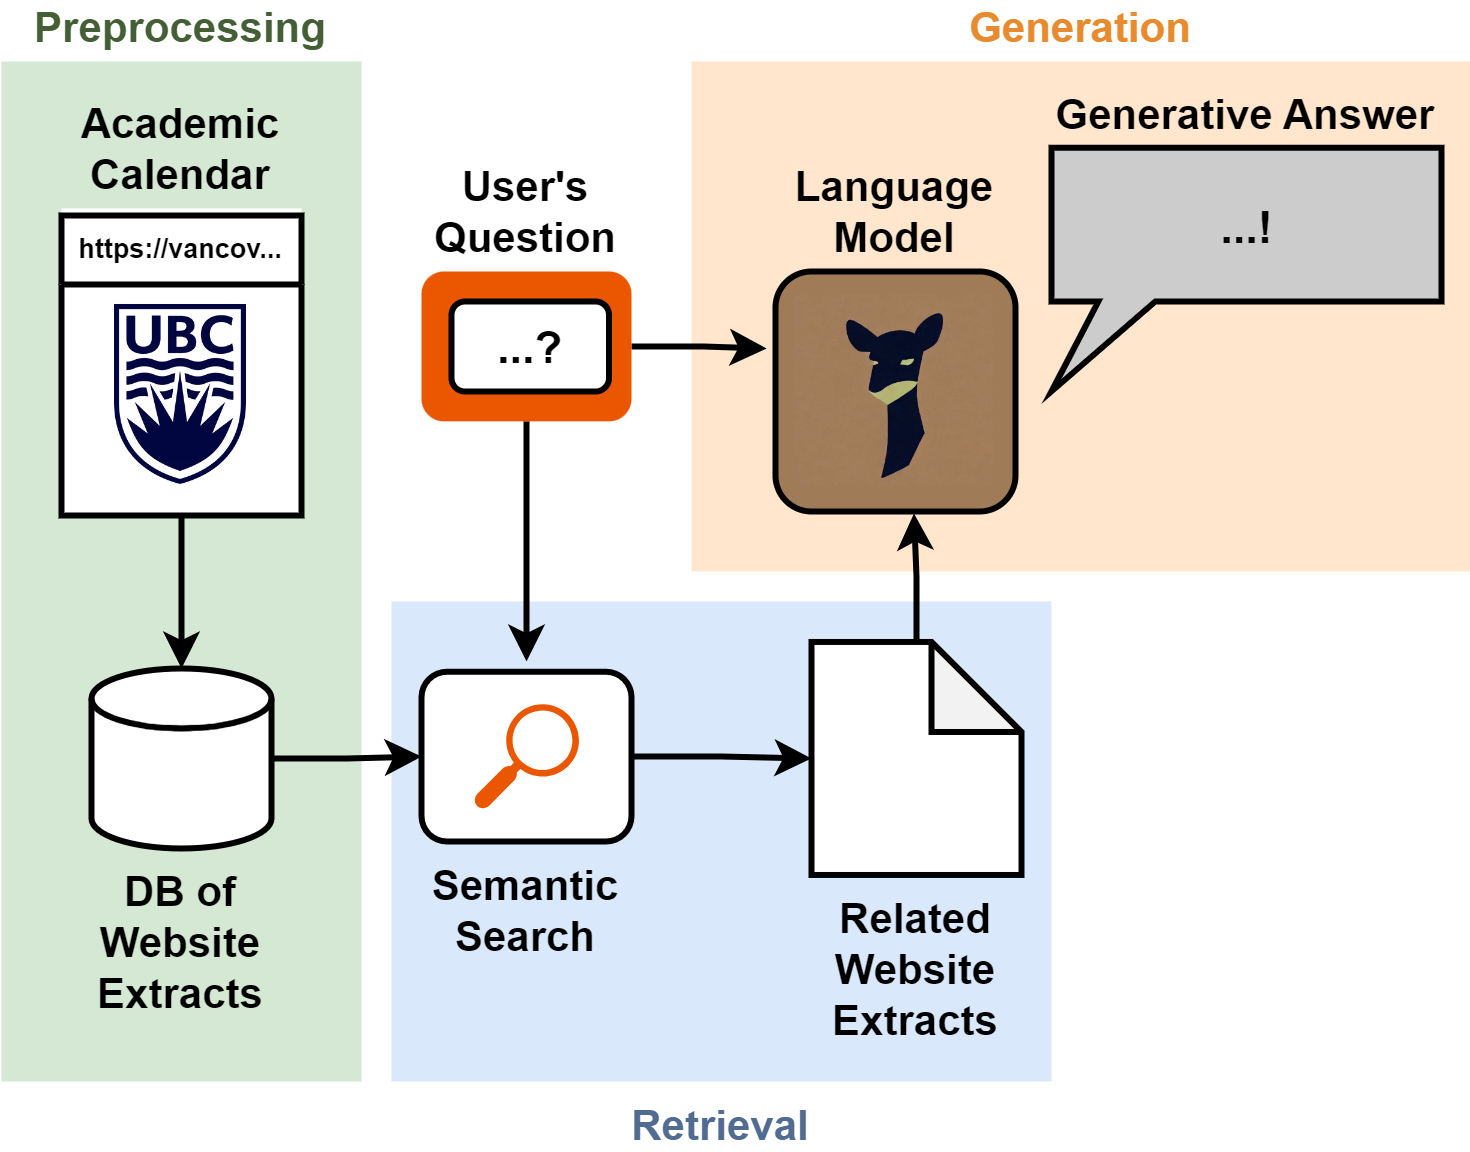 Preprocessing
Academic
Calendar
https://vancov...
UBC
DB of
Website
Extracts
User's
Question
...?
Semantic
Search
Related
Website
Extracts
Retrieval
Generation
Language
Model
Generative Answer
...!